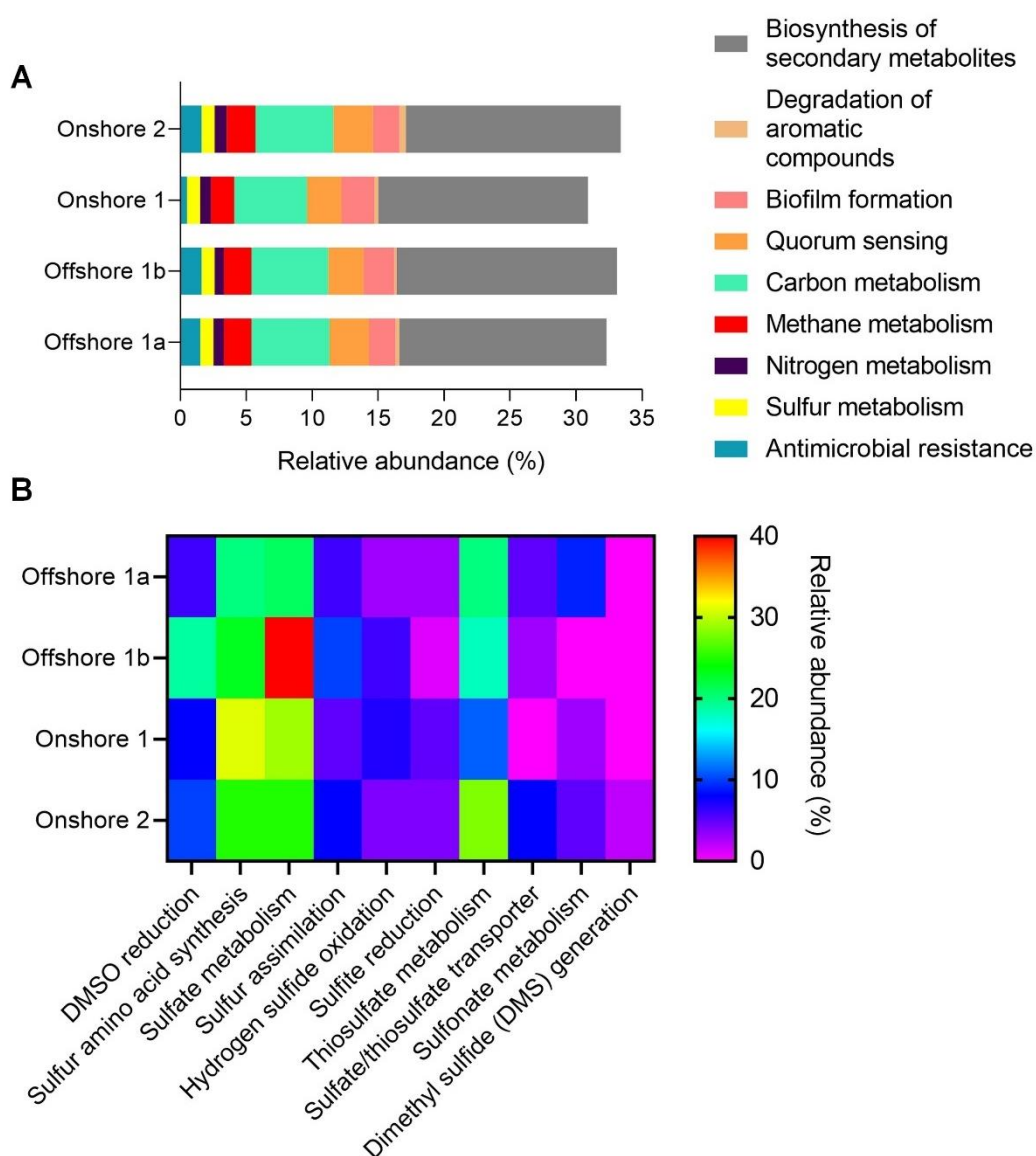 A
Onshore 2
Onshore 1
Offshore 1b
Offshore 1a
0 5 10 15 20 25 30 35
Relative abundance (%)
Biosynthesis of
secondary metabolites
Degradation of
aromatic
compounds
Biofilm formation
Quorum sensing
Carbon metabolism
Methane metabolism
Nitrogen metabolism
Sulfur metabolism
Antimicrobial resistance
B
Offshore 1a
Offshore 1b
Onshore 1
Onshore 2
DMSO reduction
Sulfur amino acid synthesis
Sulfate metabolism
Sulfur assimilation
Hydrogen sulfide oxidation
Sulfite reduction
Thiosulfate metabolism
Sulfate/thiosulfate transporter
Sulfonate metabolism
Dimethyl sulfide (DMS) generation
40
30
20
10
0
Relative abundance (%)